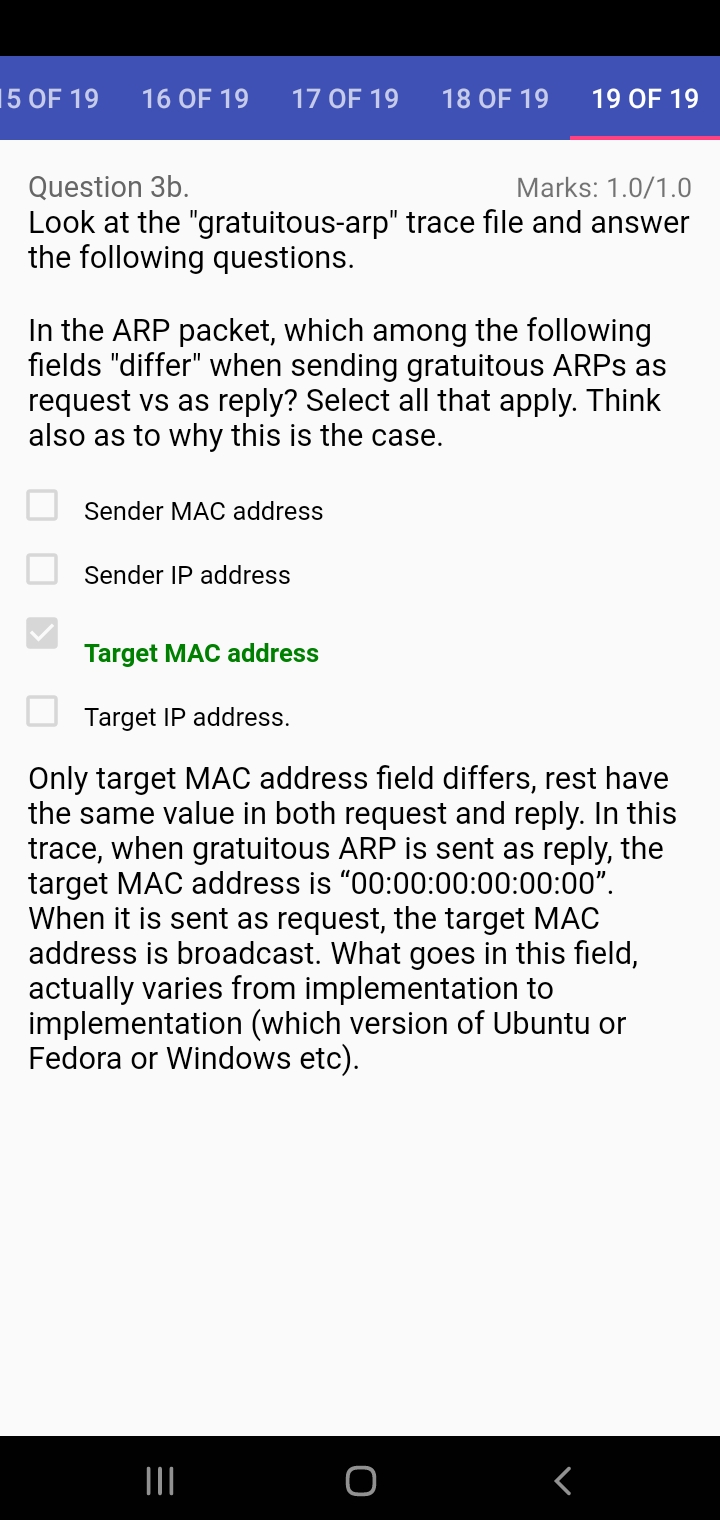 15 OF 19 16 OF 19 17 OF 19 18 OF 19 19 OF 19
Question 3b. Marks: 1.0/1.0
Look at the "gratuitous-arp" trace file and answer
the following questions.
In the ARP packet, which among the following
fields "differ" when sending gratuitous ARPs as
request vs as reply? Select all that apply. Think
also as to why this is the case.
Sender MAC address
Sender IP address
Target MAC address
Target IP address.
Only target MAC address field differs, rest have
the same value in both request and reply. In this
trace, when gratuitous ARP is sent as reply, the
target MAC address is “00:00:00:00:00:00”.
When it is sent as request, the target MAC
address is broadcast. What goes in this field,
actually varies from implementation to
implementation (which version of Ubuntu or
Fedora or Windows etc).